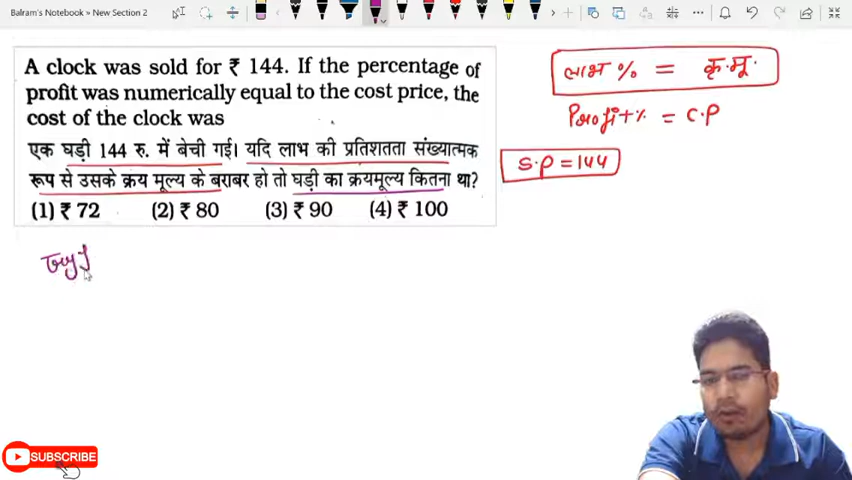 Balram's Notebook » New Section 2
A clock was sold for ₹ 144. If the percentage of
profit was numerically equal to the cost price, the
cost of the clock was
एक घड़ी 144 रु. में बेची गई। यदि लाभ की प्रतिशतता संख्यात्मक
रूप से उसके क्रय मूल्य के बराबर हो तो घड़ी का क्रयमूल्य कितना था?
(1) ₹ 72 (2) ₹ 80 (3) ₹ 90 (4) ₹ 100
लाभ % = क्र.मू.
Profit % = C.P
S.P = 144
SUBSCRIBE